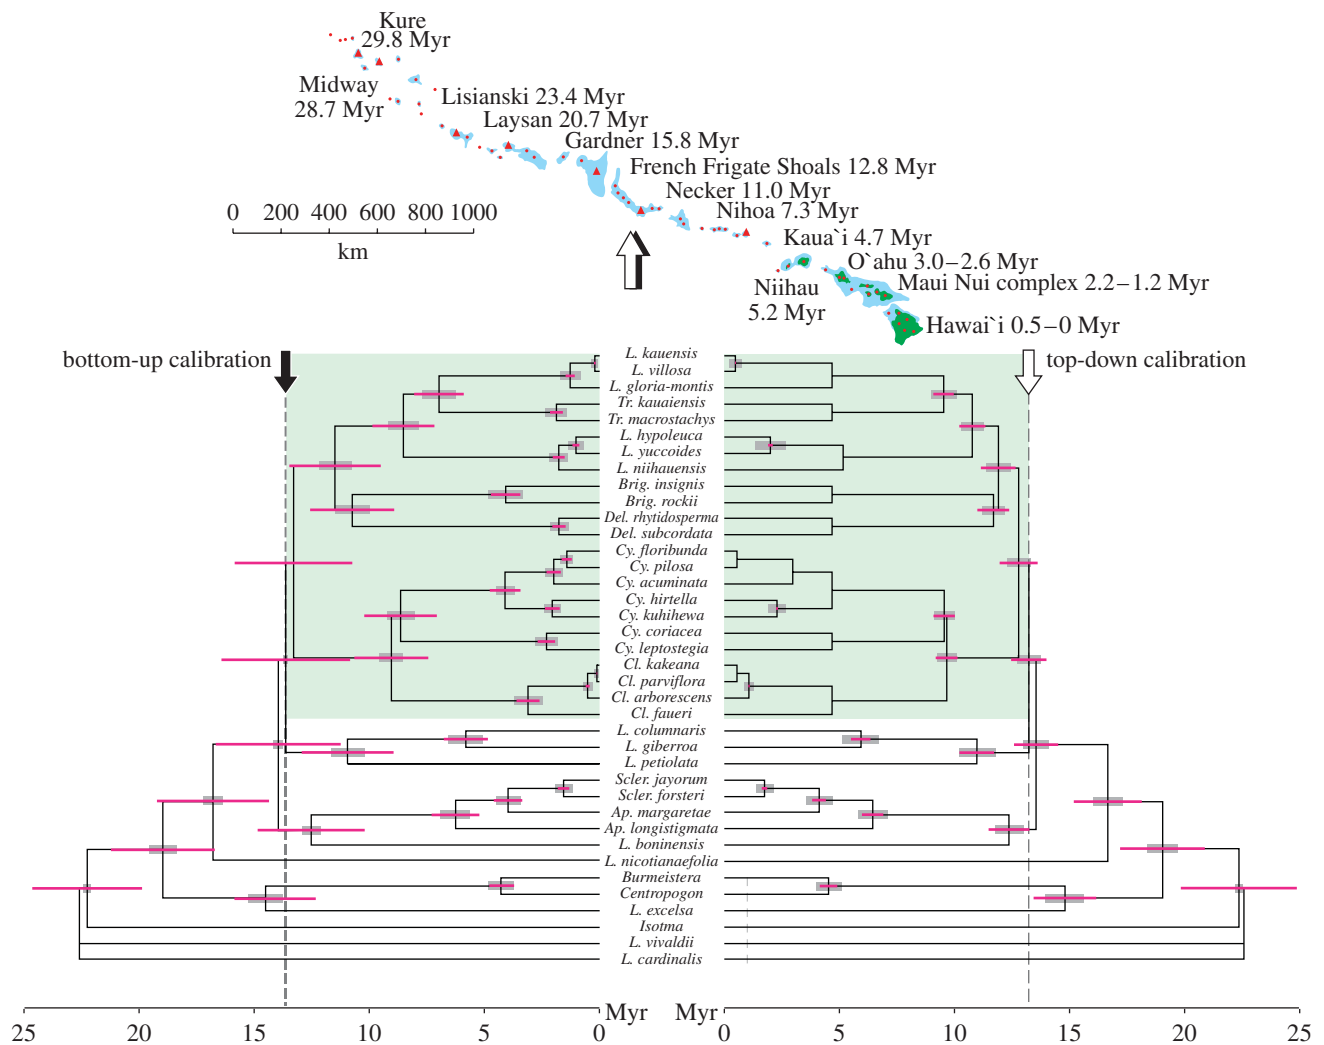 Kure
29.8 Myr
Midway
28.7 Myr
Lisianski 23.4 Myr
Laysan 20.7 Myr
Gardner 15.8 Myr
French Frigate Shoals 12.8 Myr
Necker 11.0 Myr
Nihoa 7.3 Myr
0 200 400 600 800 1000
km
Kaua`i 4.7 Myr
O`ahu 3.0–2.6 Myr
Niihau
5.2 Myr
Maui Nui complex 2.2–1.2 Myr
Hawai`i 0.5–0 Myr
bottom-up calibration
top-down calibration
L. kauensis
L. villosa
L. gloria-montis
Tr. kauaiensis
Tr. macrostachys
L. hypoleuca
L. yuccoides
L. niihauensis
Brig. insignis
Brig. rockii
Del. rhytidosperma
Del. subcordata
Cy. floribunda
Cy. pilosa
Cy. acuminata
Cy. hirtella
Cy. kuhihewa
Cy. coriacea
Cy. leptostegia
Cl. kakeana
Cl. parviflora
Cl. arborescens
Cl. faueri
L. columnaris
L. giberroa
L. petiolata
Scler. jayorum
Scler. forsteri
Ap. margaretae
Ap. longistigmata
L. boninensis
L. nicotianaefolia
Burmeistera
Centropogon
L. excelsa
Isotma
L. vivaldii
L. cardinalis
Myr Myr
25 20 15 10 5 0 0 5 10 15 20 25